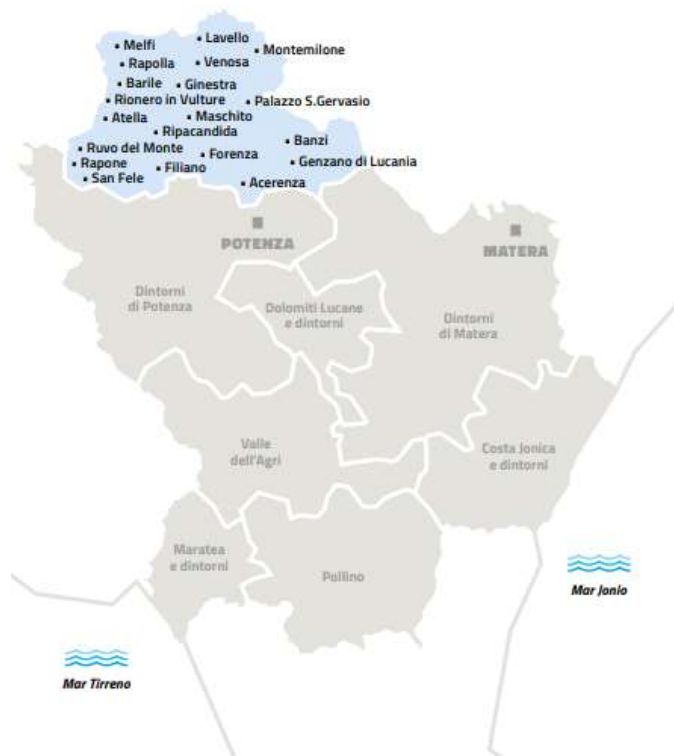 Lavello
Melfi
Montemilone
Rapolla
Venosa
Barile
Ginestra
Rionero in Vulture
Palazzo S.Gervasio
Atella
Maschito
Ripacandida
Banzi
Ruvo del Monte
Forenza
Genzano di Lucania
Rapone
Filiano
San Fele
Acerenza
POTENZA
MATERA
Dintorni
di Potenza
Dolomiti Lucane
e dintorni
Dintorni
di Matera
Valle
dell'Agri
Costa Jonica
e dintorni
Maratea
e dintorni
Pollino
Mar Jonio
Mar Tirreno